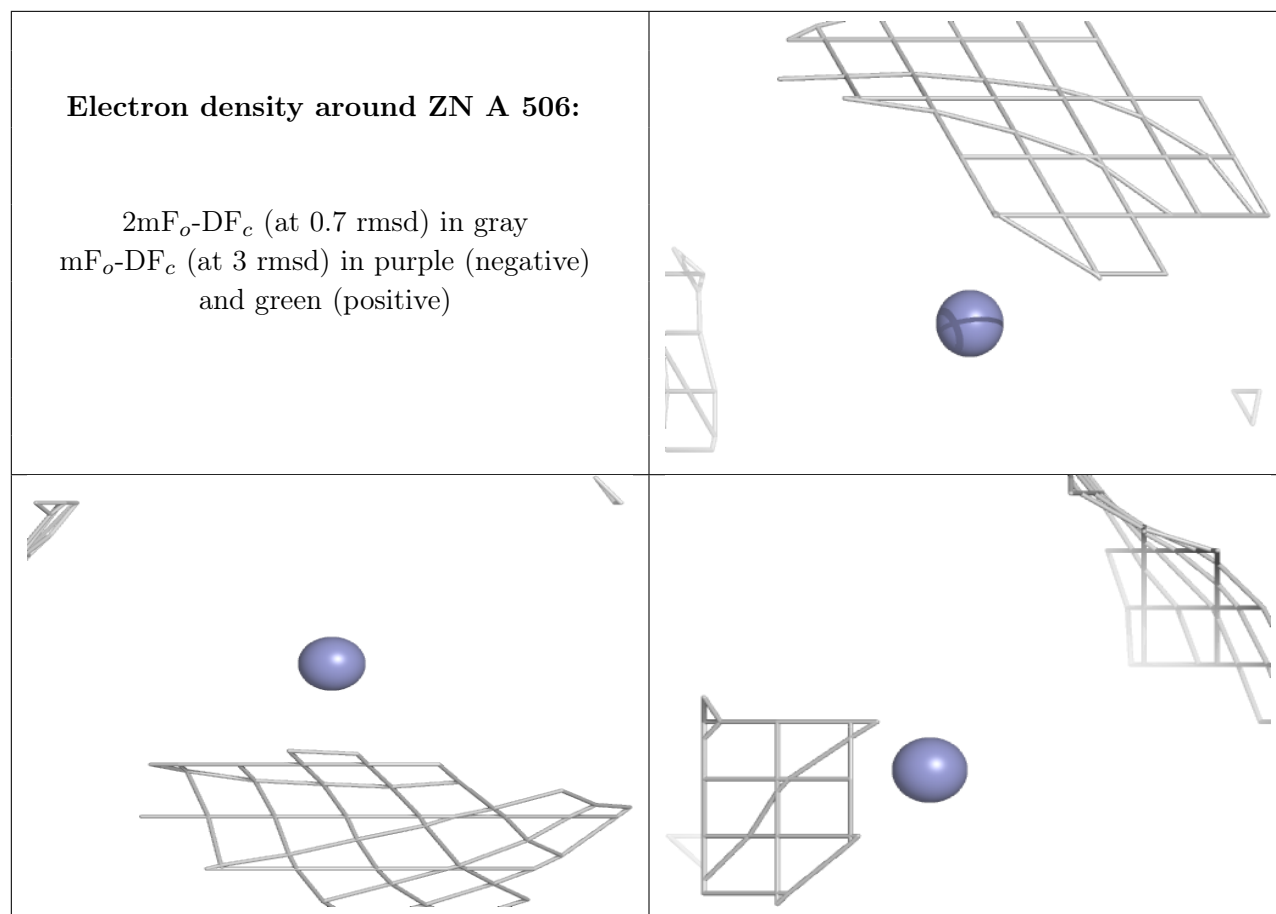 Electron density around ZN A 506:
2mFo-DFc (at 0.7 rmsd) in gray
mFo-DFc (at 3 rmsd) in purple (negative)
and green (positive)